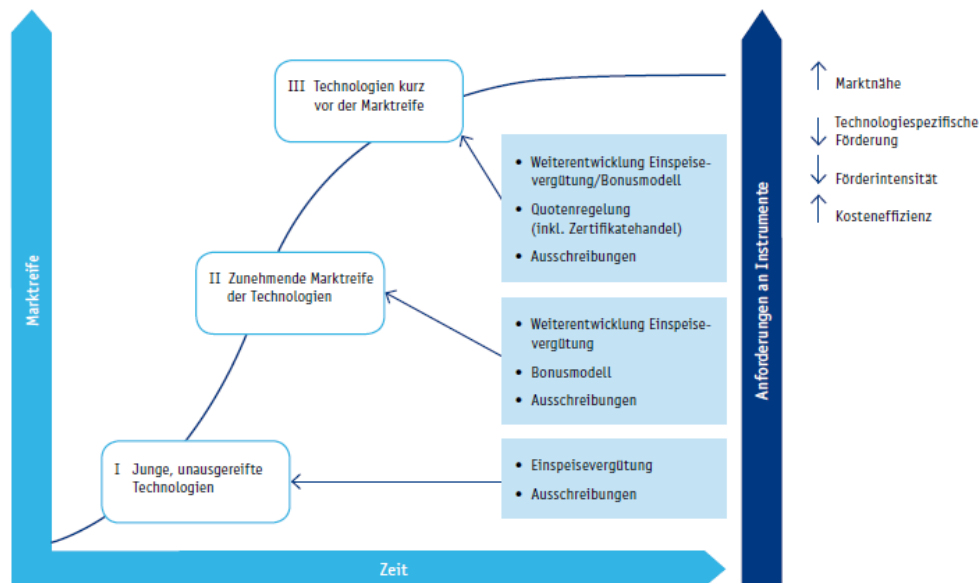 III Technologien kurz
vor der Marktreife
II Zunehmende Marktreife
der Technologien
I Junge, unausgereifte
Technologien
• Weiterentwicklung Einspeise-
vergütung/Bonusmodell
• Quotenregelung
(inkl. Zertifikatehandel)
• Ausschreibungen
• Weiterentwicklung Einspeise-
vergütung
• Bonusmodell
• Ausschreibungen
• Einspeisevergütung
• Ausschreibungen
Marktreife
Zeit
Anforderungen an Instrumente
↑ Marktnähe
Technologiespezifische
↓ Förderung
↓ Förderintensität
↑ Kosteneffizienz